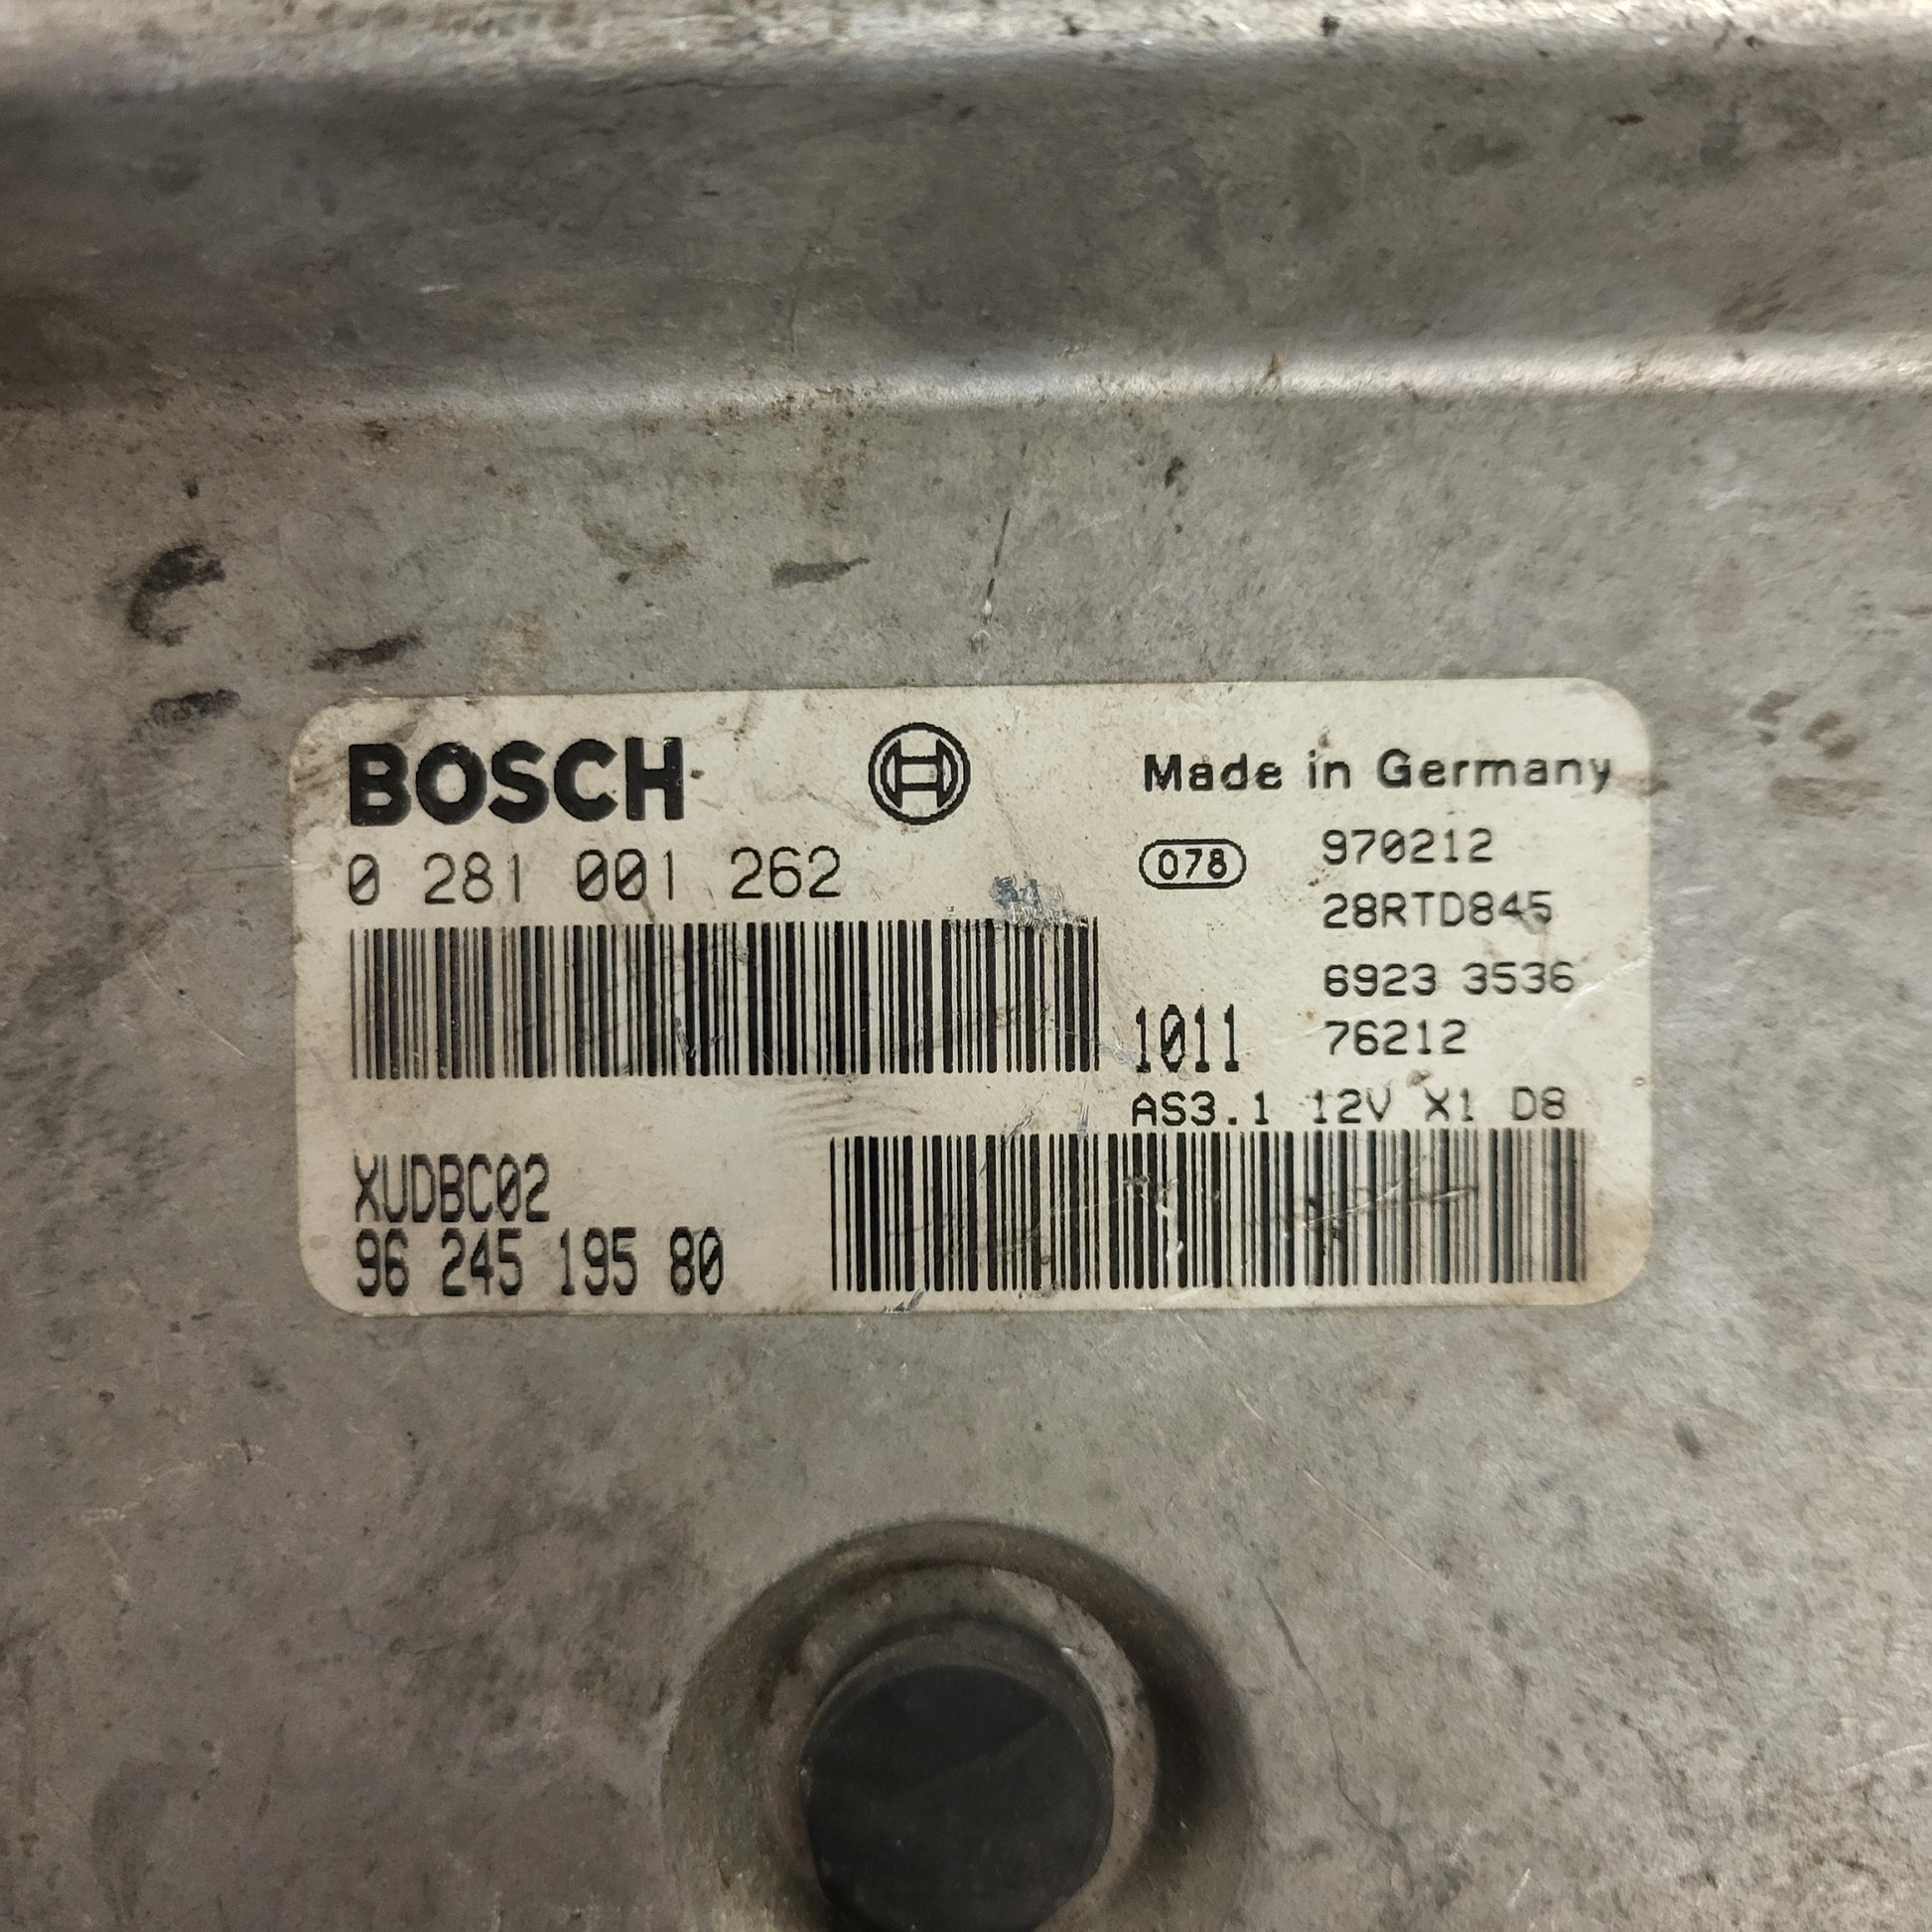 BOSCH
Made in Germany
0 281 001 262
078
970212
28RTD845
6923 3536
1011
76212
AS3.1 12V X1 D8
XUDBC02
96 245 195 80